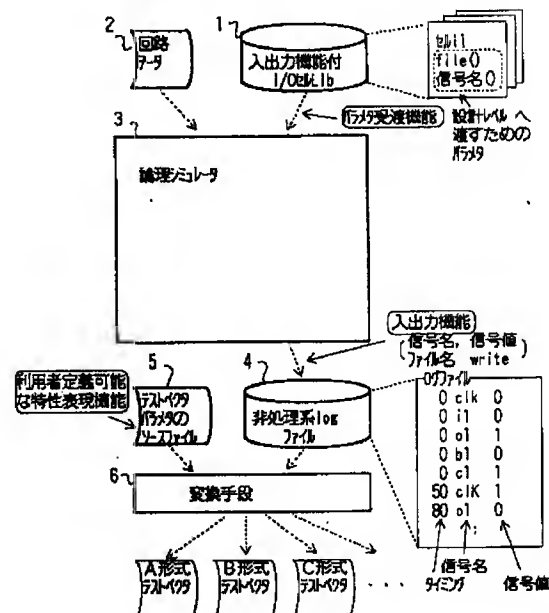 2
回路
データ
1
入出力機能付
I/OセルLib
セルi1
file()
信号名()
パラメタ受渡機能
設計レベル へ
渡すための
パラメタ
3
論理シミュレータ
入出力機能
(信号名, 信号値
ファイル名 write)
利用者定義可能
な特性表現機能
5
テストベクタ
パラメタの
ソースファイル
4
非処理系log
ファイル
ログファイル
0 clk 0
0 i1 0
0 o1 1
0 b1 0
0 c1 1
50 clK 1
80 o1 0
:
6
変換手段
A形式
テストベクタ
B形式
テストベクタ
C形式
テストベクタ
・・・・
タイミング
信号名
信号値